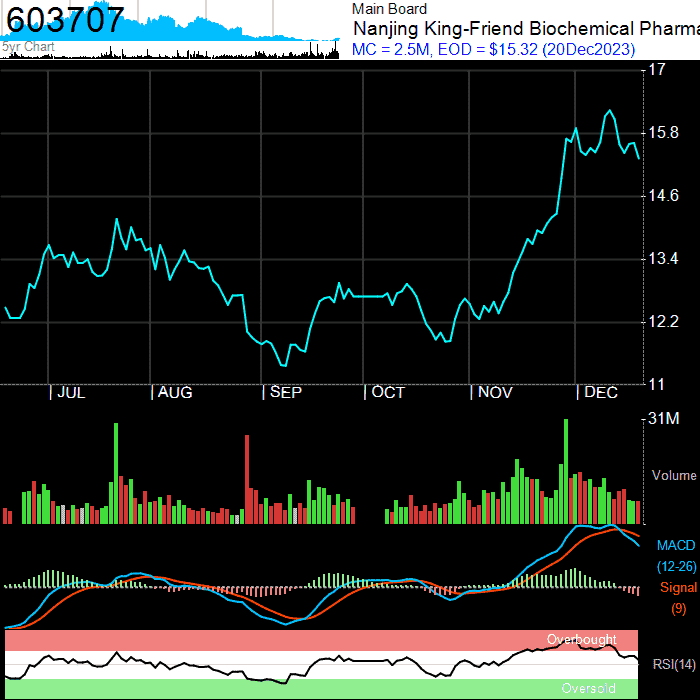 603707
5yr Chart
Main Board
Nanjing King-Friend Biochemical Pharma
MC = 2.5M, EOD = $15.32 (20Dec2023)
17
15.8
14.6
13.4
12.2
11
| JUL | AUG | SEP | OCT | NOV | DEC
31M
Volume
MACD
(12-26)
Signal
(9)
Overbought
RSI(14)
Oversold